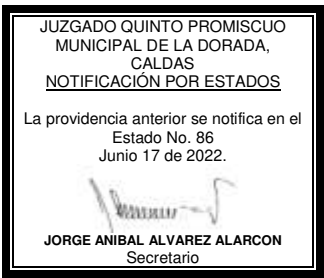 JUZGADO QUINTO PROMISCUO
MUNICIPAL DE LA DORADA,
CALDAS
NOTIFICACIÓN POR ESTADOS
La providencia anterior se notifica en el
Estado No. 86
Junio 17 de 2022.
JORGE ANIBAL ALVAREZ ALARCON
Secretario